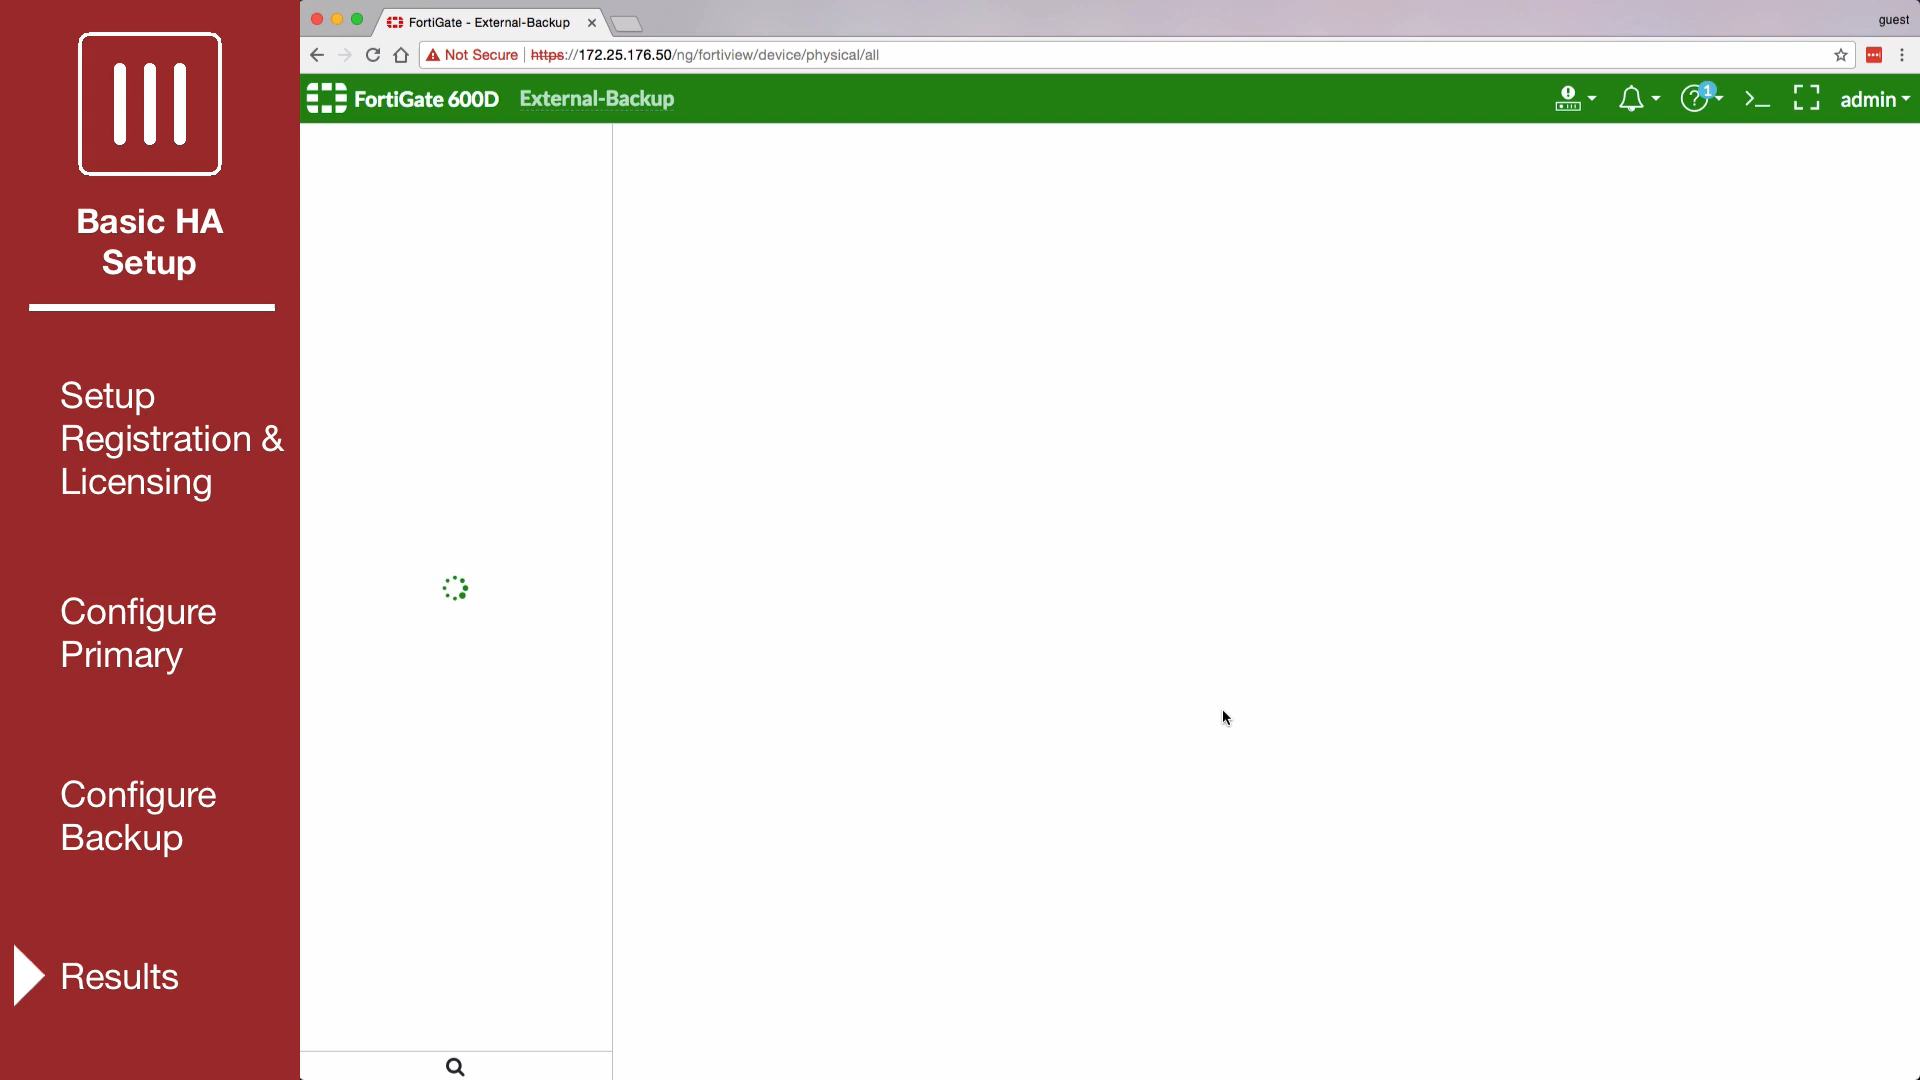 Basic HA
Setup
Setup
Registration &
Licensing
Configure
Primary
Configure
Backup
Results
FortiGate - External-Backup
guest
Not Secure https://172.25.176.50/ng/fortiview/device/physical/all
FortiGate 600D External-Backup
1
admin